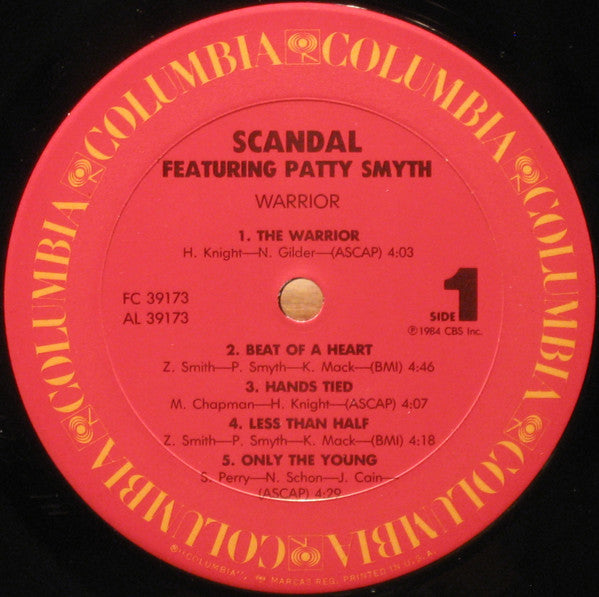 COLUMBIA COLUMBIA COLUMBIA COLUMBIA COLUMBIA COLUMBIA
SCANDAL
FEATURING PATTY SMYTH
WARRIOR
1. THE WARRIOR
H. Knight—N. Gilder—(ASCAP) 4:03
FC 39173
AL 39173
SIDE 1
℗1984 CBS Inc.
2. BEAT OF A HEART
Z. Smith—P. Smyth—K. Mack—(BMI) 4:46
3. HANDS TIED
M. Chapman—H. Knight—(ASCAP) 4:07
4. LESS THAN HALF
Z. Smith—P. Smyth—K. Mack—(BMI) 4:18
5. ONLY THE YOUNG
S. Perry—N. Schon—J. Cain—
(ASCAP) 4:29
® "COLUMBIA", MARCAS REG. PRINTED IN U.S.A.